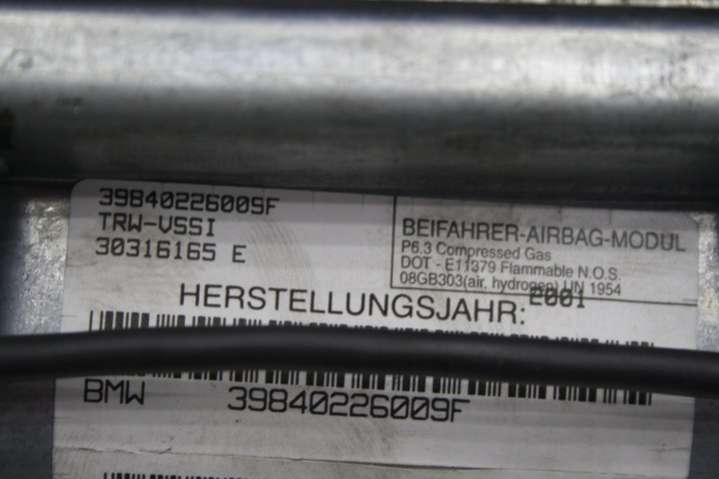 39840226009F
TRW-VSSI
30316165 E
BEIFAHRER-AIRBAG-MODUL
P6.3 Compressed Gas
DOT - E11379 Flammable N.O.S.
08GB303(air, hydrogen) UN 1954
HERSTELLUNGSJAHR: 2001
BMW 39840226009F